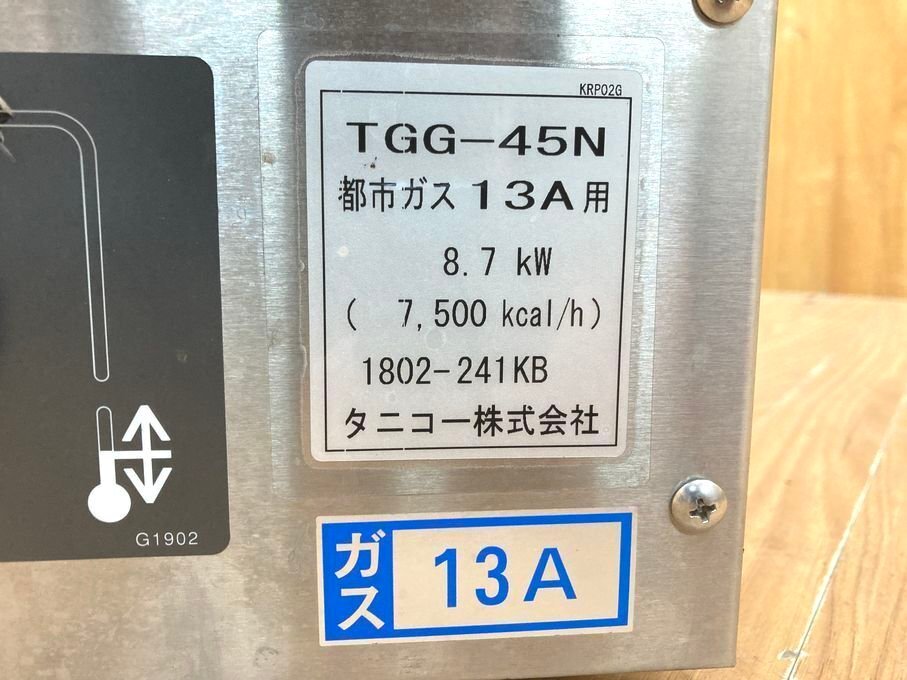 KRP02G
TGG-45N
都市ガス 13A用
8.7 kW
( 7,500 kcal/h)
1802-241KB
タニコー株式会社
G1902
ガス 13A